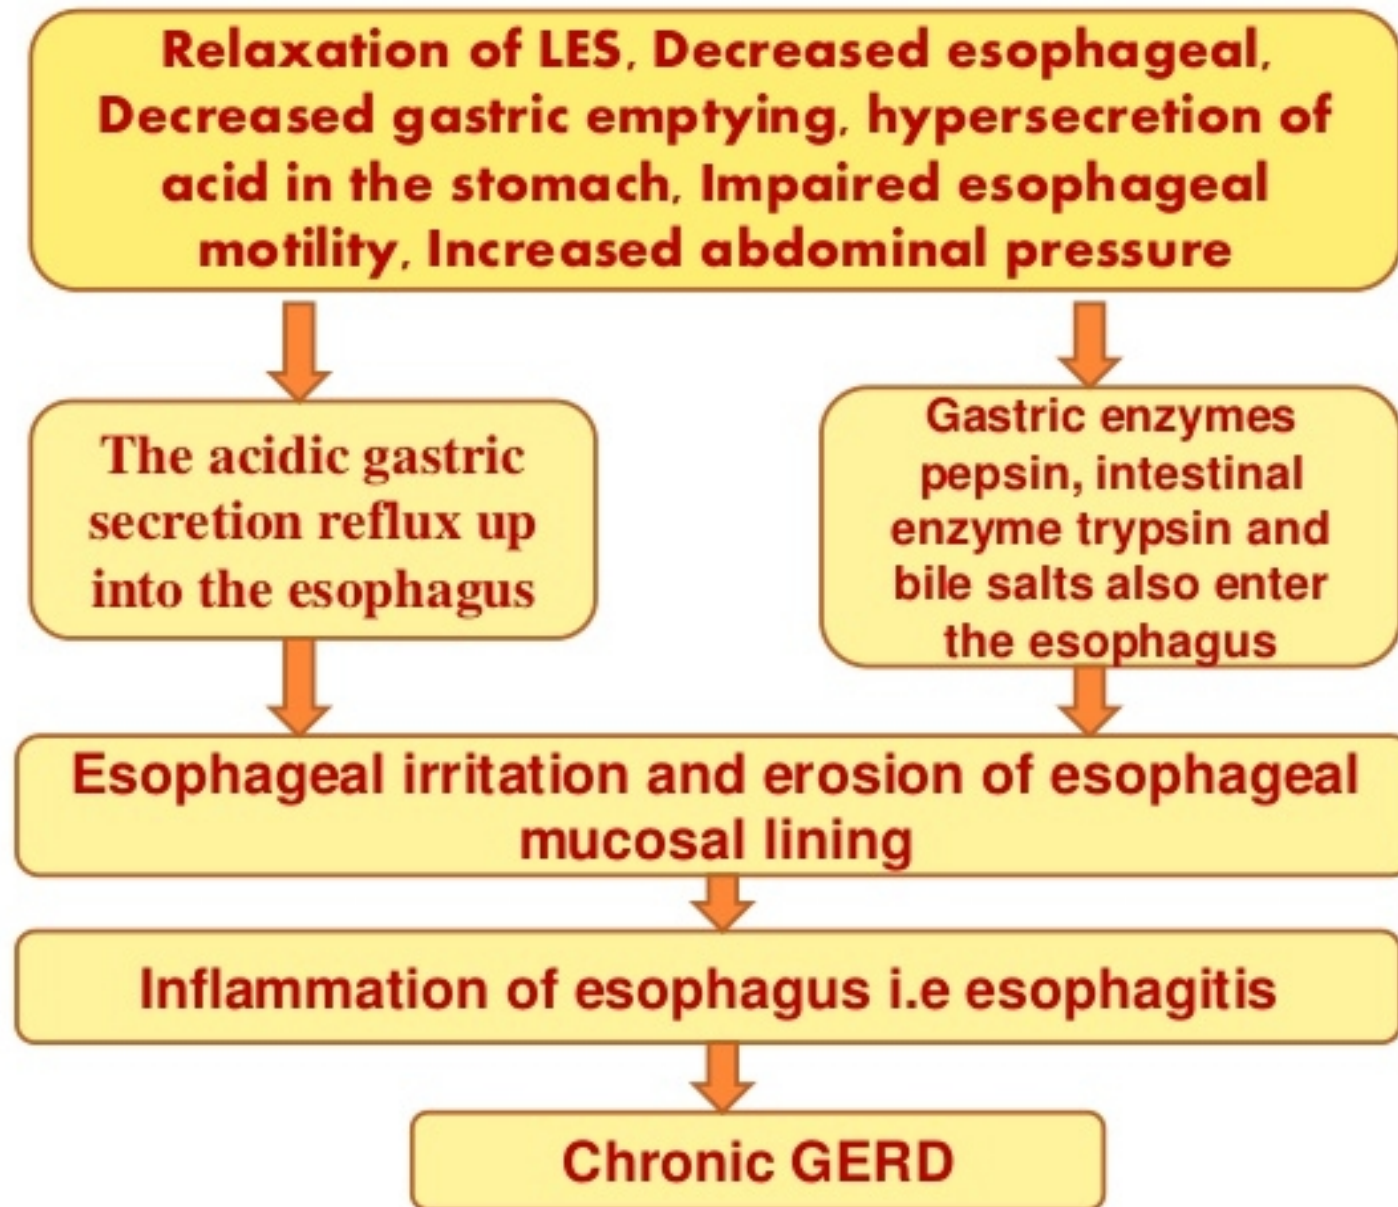 Relaxation of LES, Decreased esophageal,
Decreased gastric emptying, hypersecretion of
acid in the stomach, Impaired esophageal
motility, Increased abdominal pressure
The acidic gastric
secretion reflux up
into the esophagus
Gastric enzymes
pepsin, intestinal
enzyme trypsin and
bile salts also enter
the esophagus
Esophageal irritation and erosion of esophageal
mucosal lining
Inflammation of esophagus i.e esophagitis
Chronic GERD